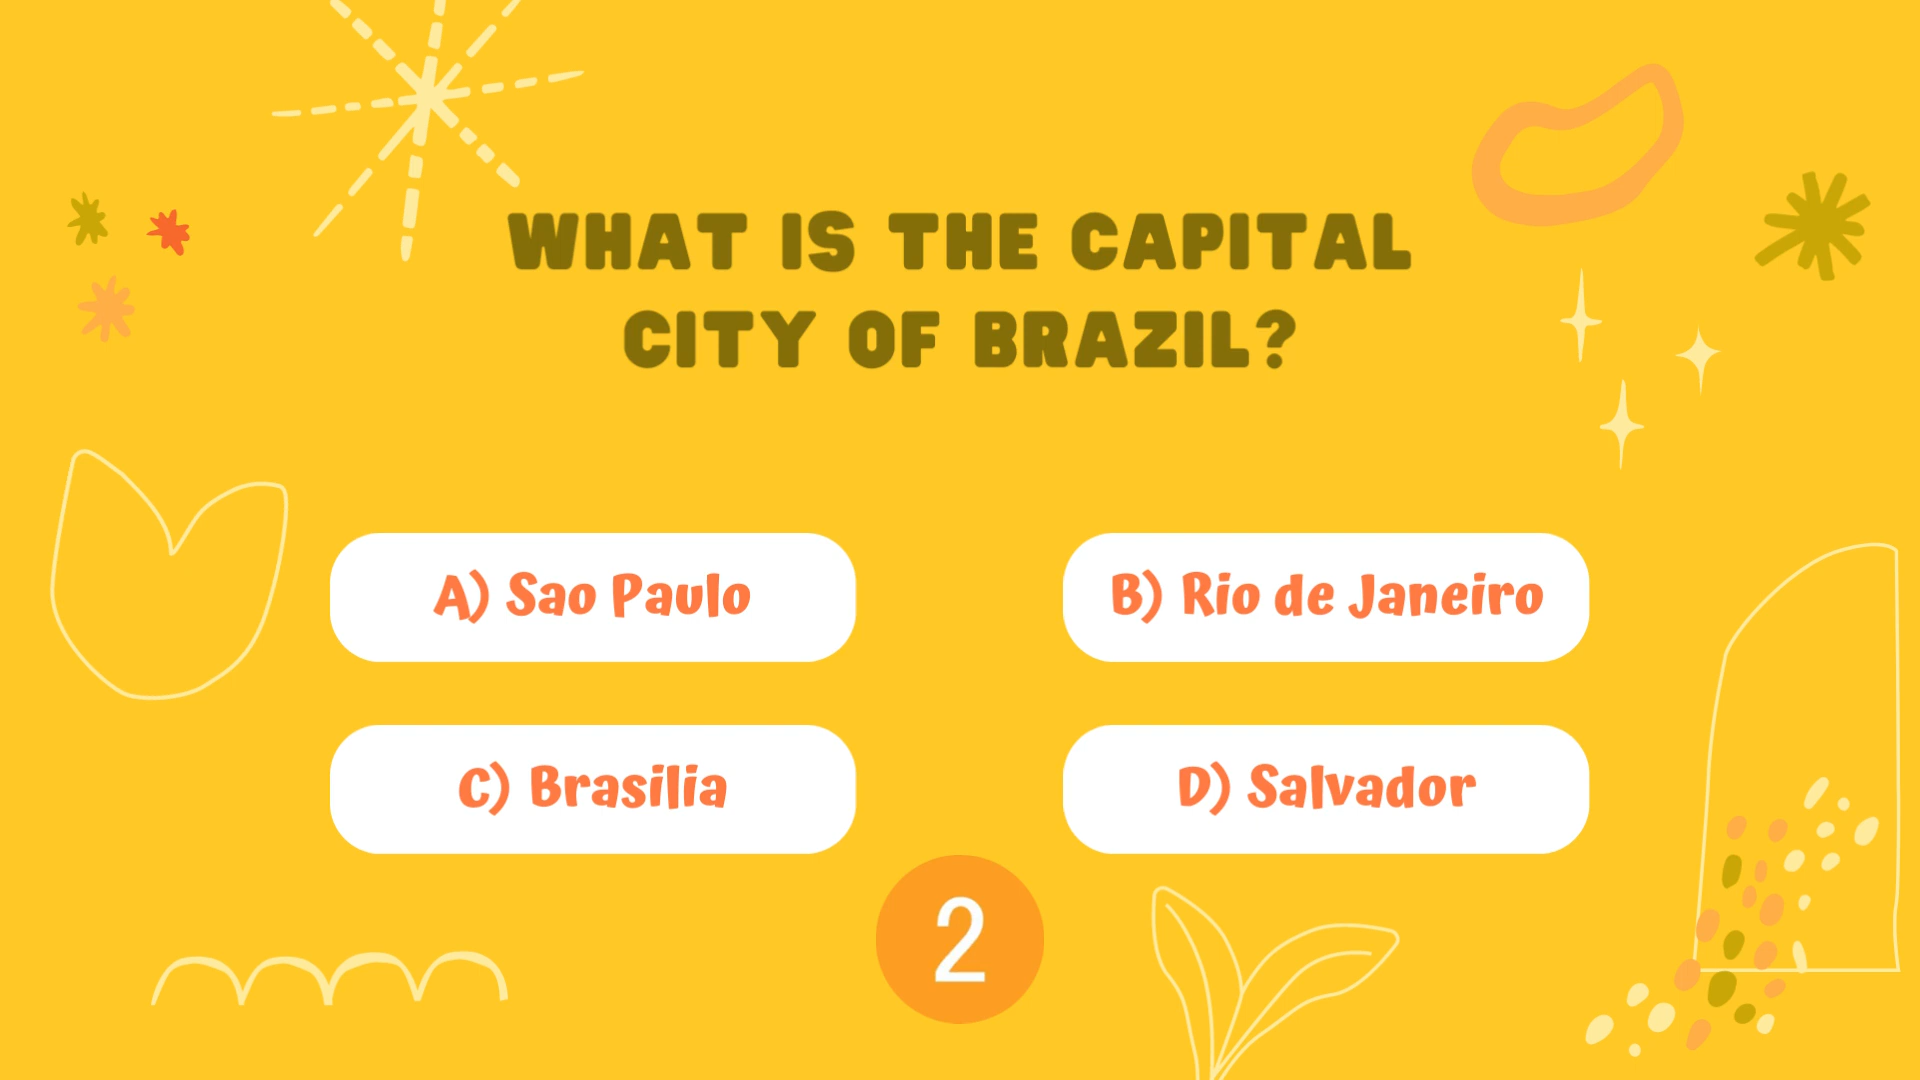 WHAT IS THE CAPITAL
CITY OF BRAZIL?
A) Sao Paulo
B) Rio de Janeiro
C) Brasilia
D) Salvador
2